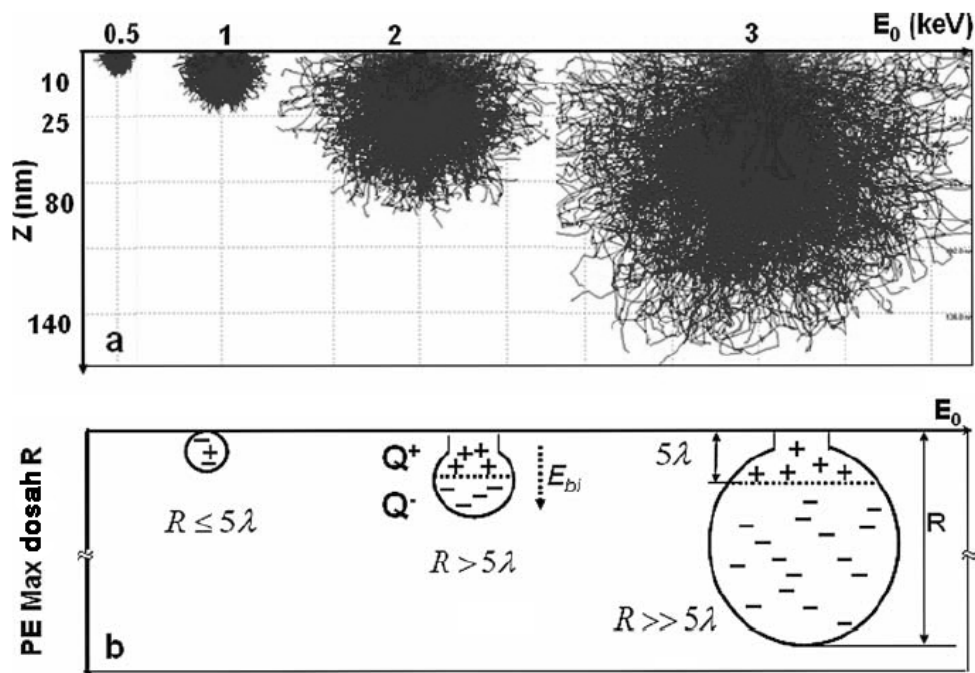 E₀ (keV)
0.5 1 2 3
10
25
80
140
Z (nm)
a
E₀
PE Max dosah R
R ≤ 5λ
Q⁺
Q⁻
E_bi
R > 5λ
5λ
R
R >> 5λ
b